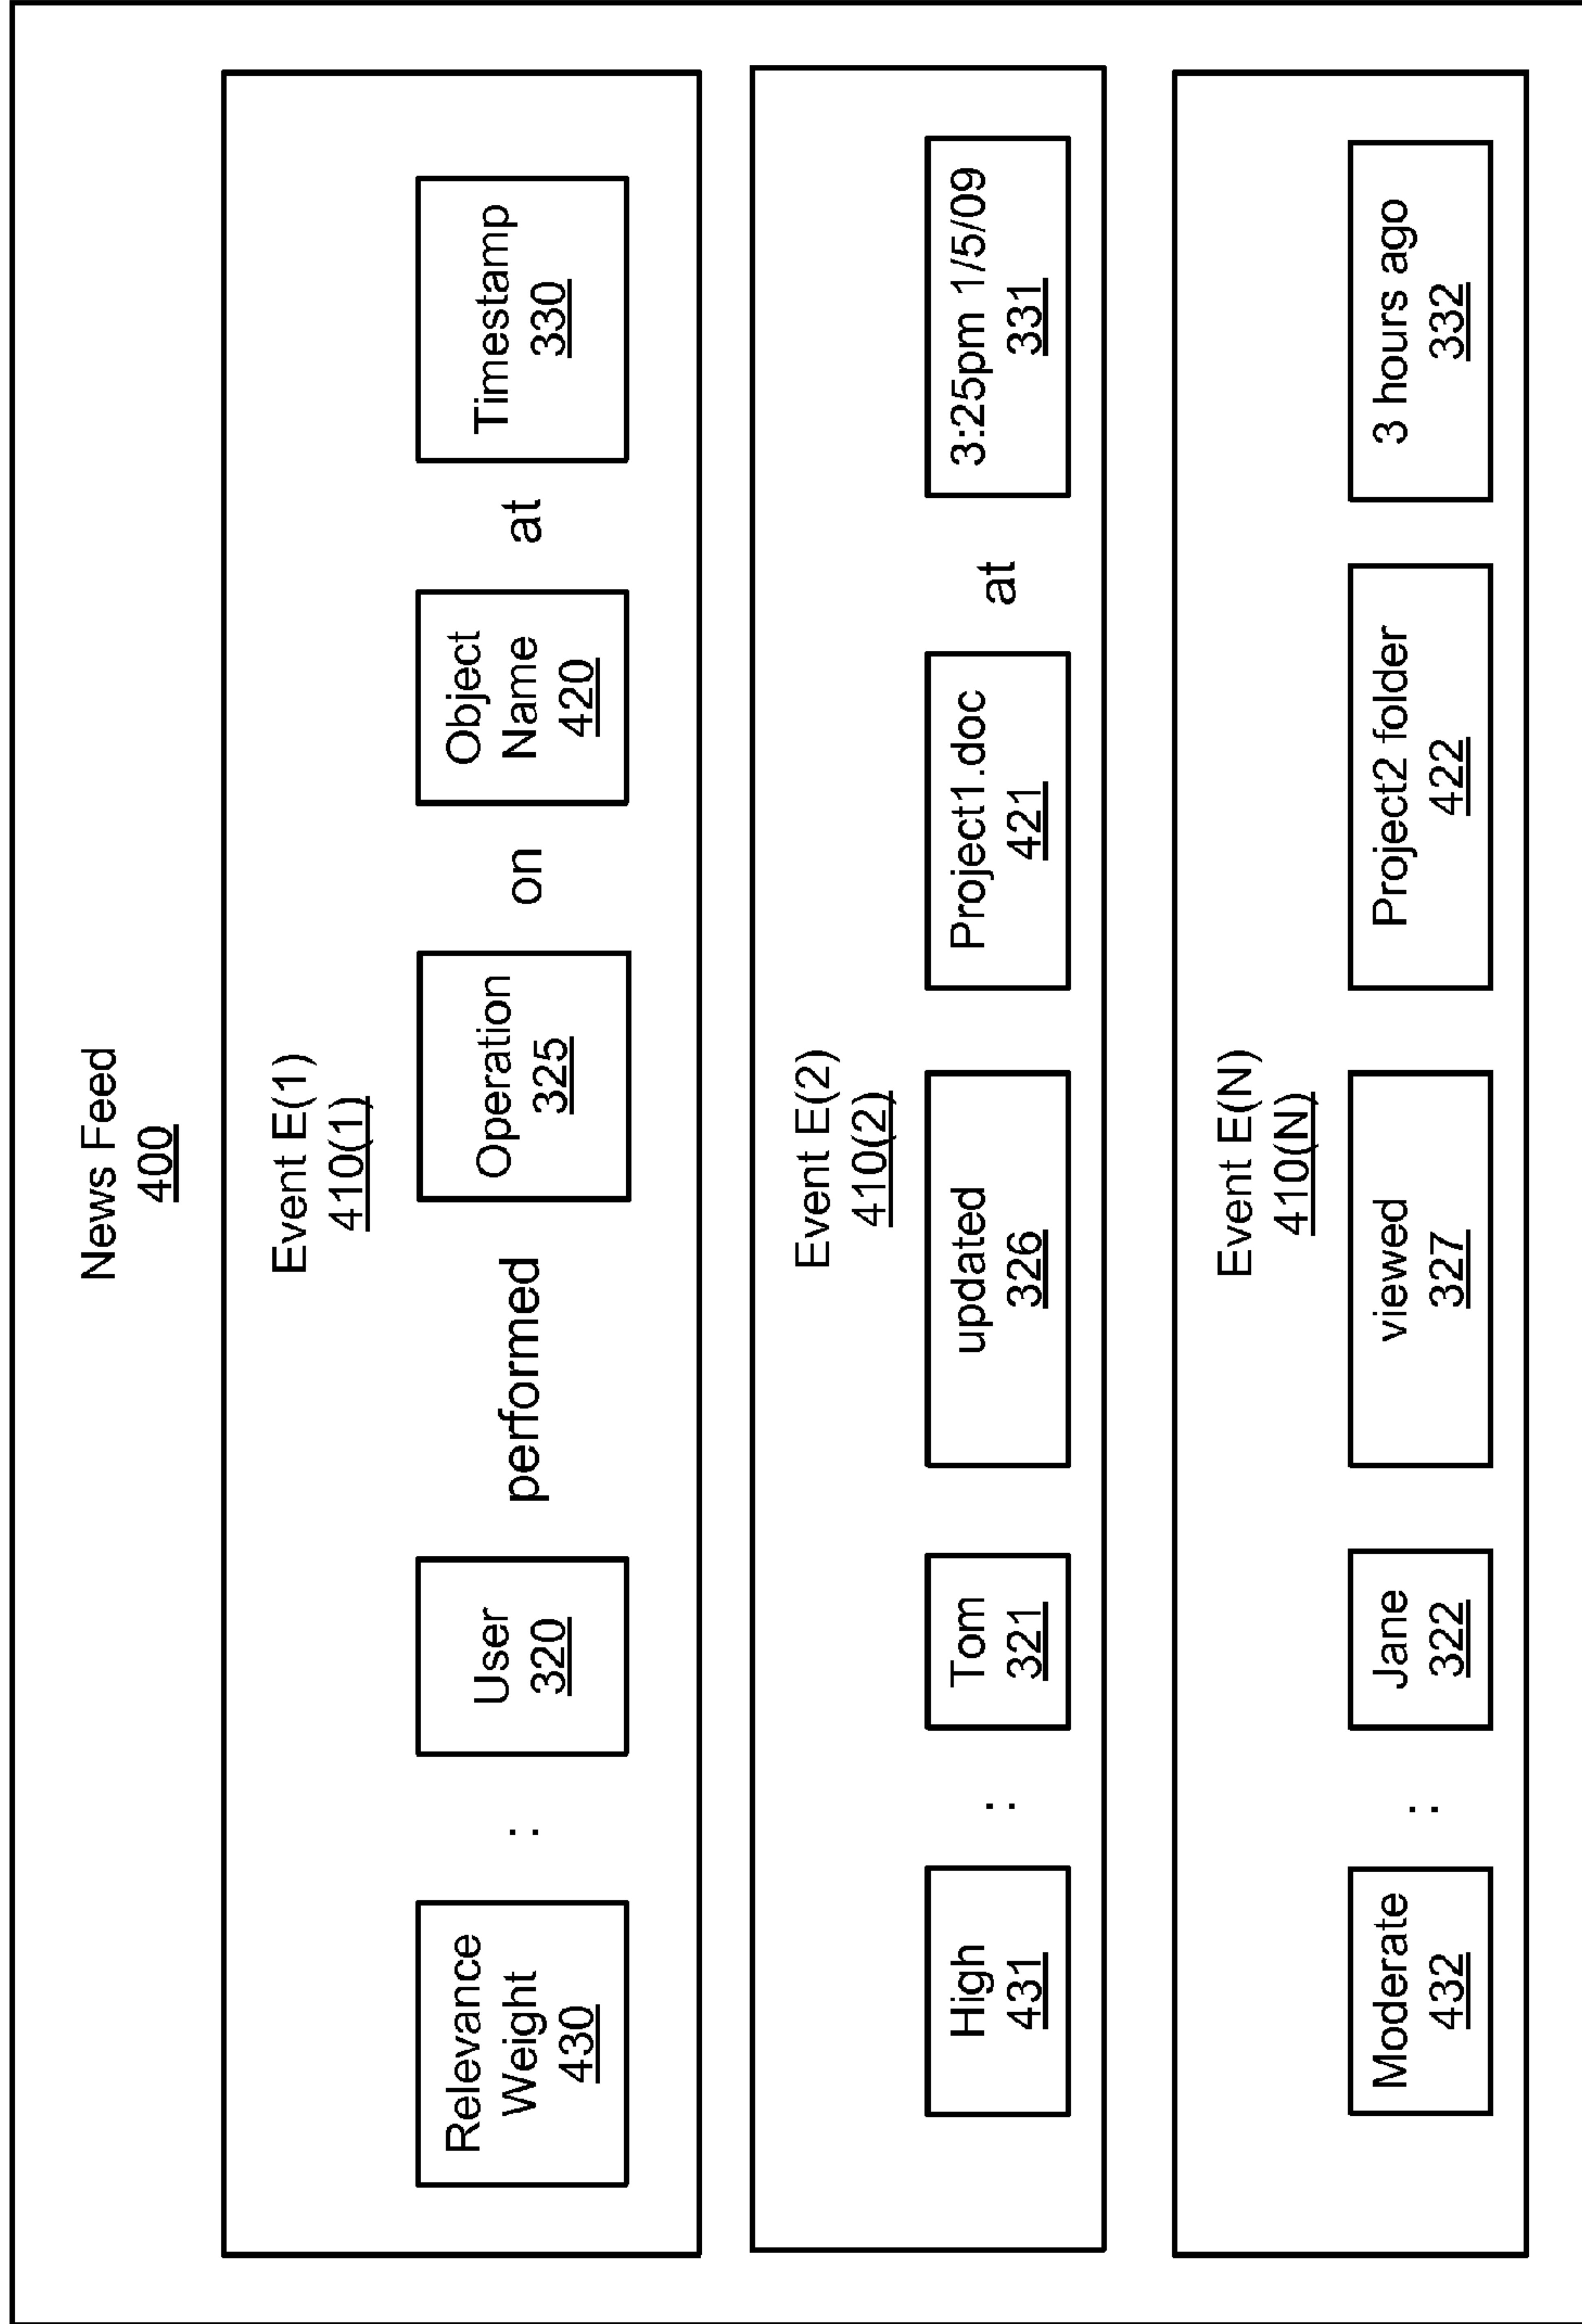 News Feed
400
Event E(1)
410(1)
Relevance Weight 430 : User 320 performed Operation 325 on Object Name 420 at Timestamp 330
Event E(2)
410(2)
High 431 : Tom 321 updated 326 Project1.doc 421 at 3:25pm 1/5/09 331
Event E(N)
410(N)
Moderate 432 : Jane 322 viewed 327 Project2 folder 422 3 hours ago 332